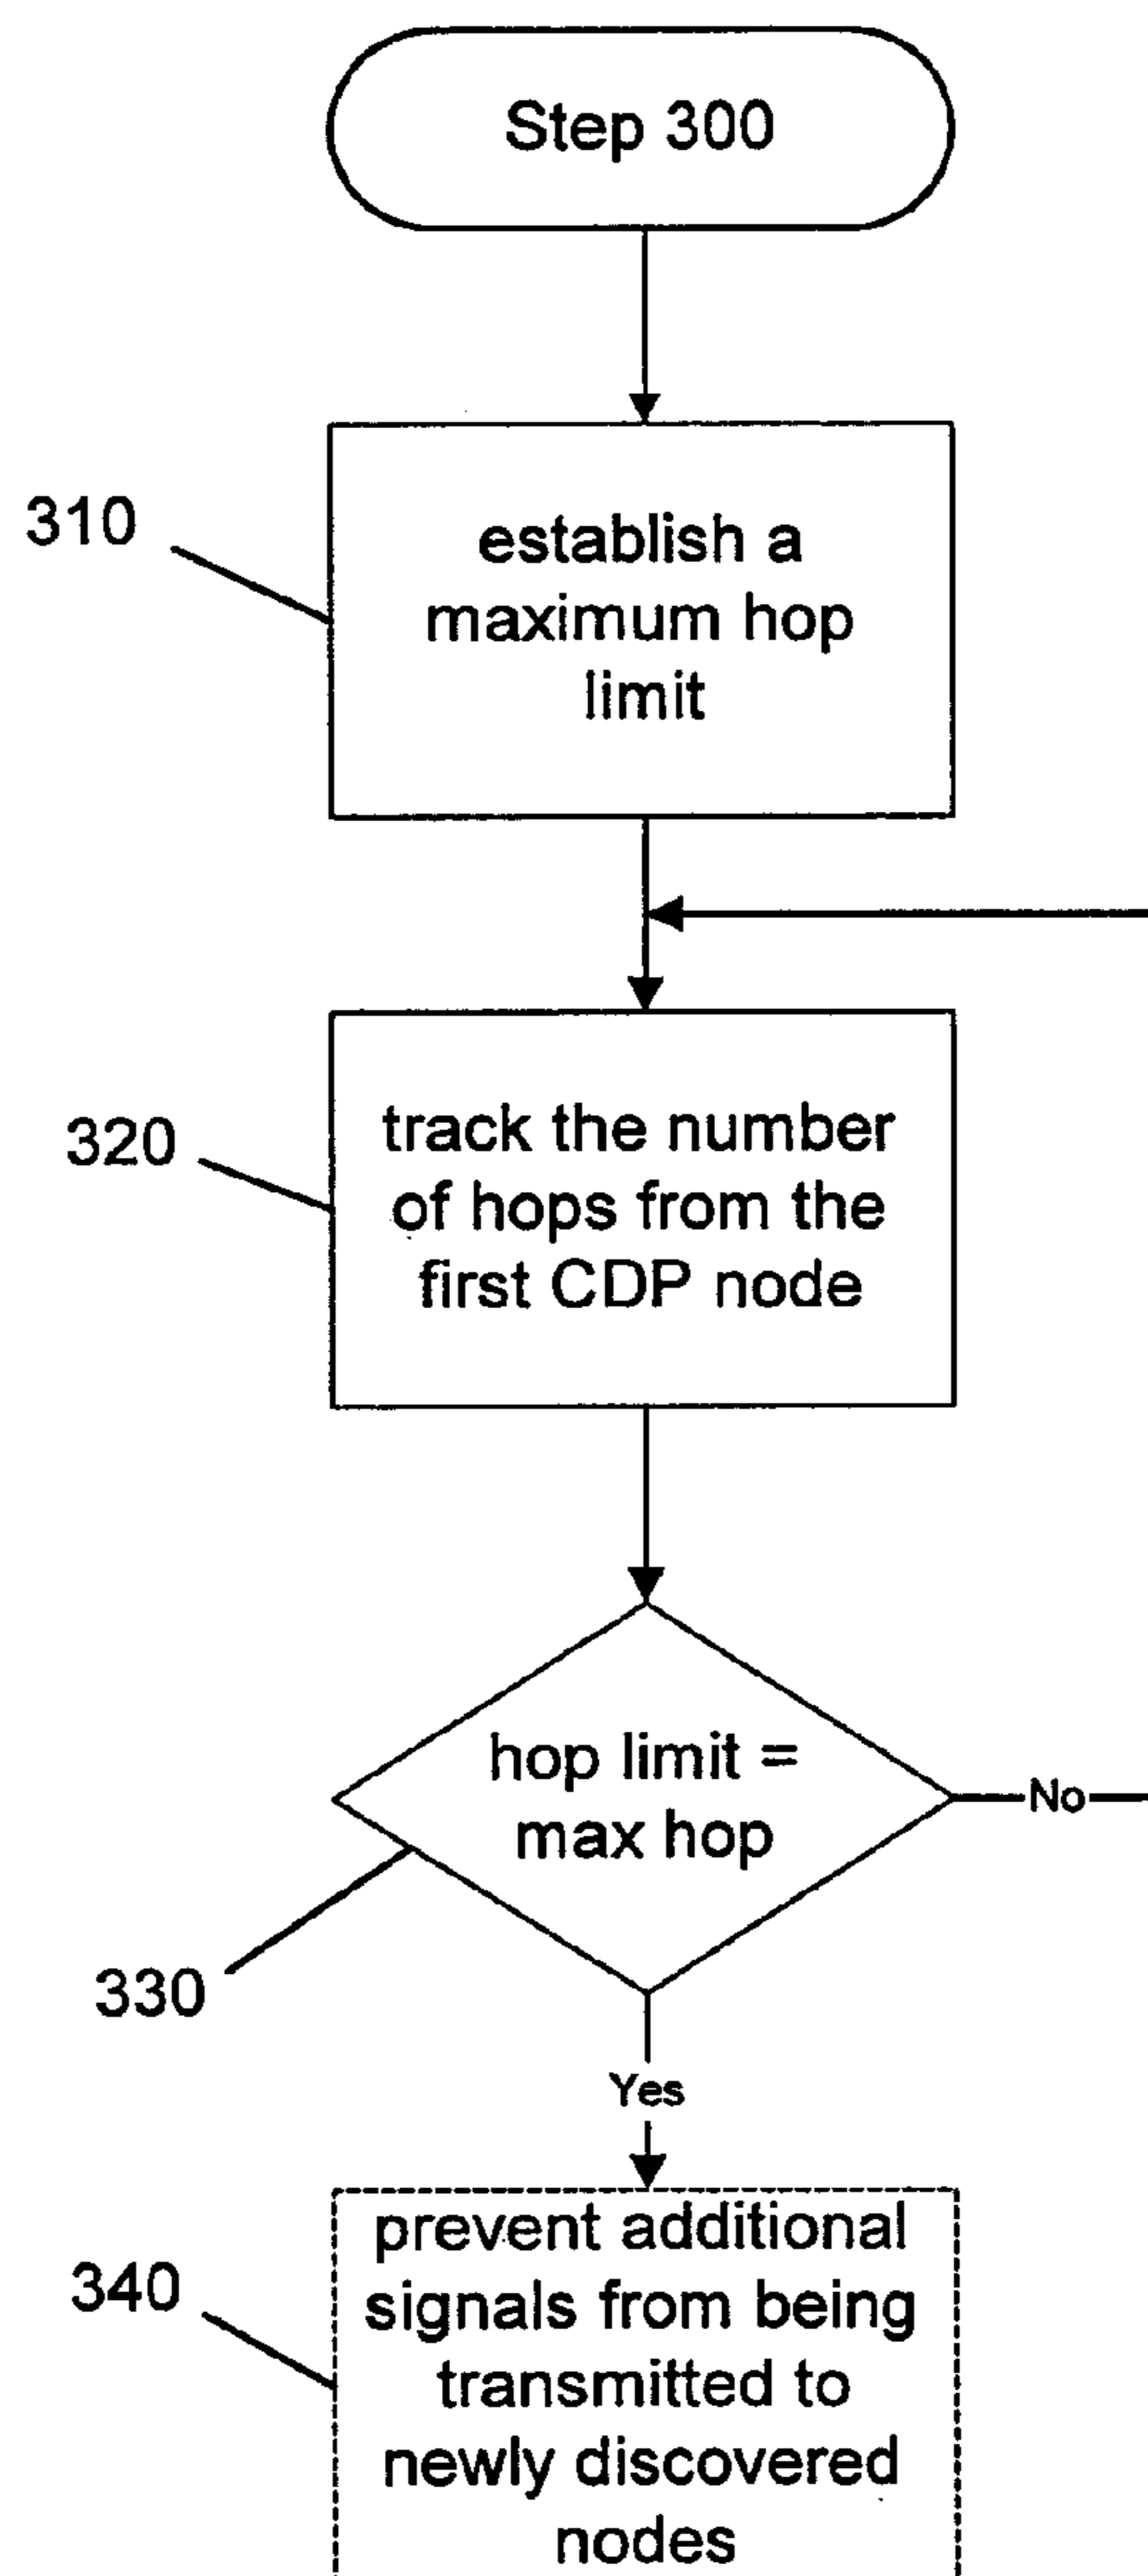 Step 300
310
establish a
maximum hop
limit
320
track the number
of hops from the
first CDP node
hop limit =
max hop
No
330
Yes
340
prevent additional
signals from being
transmitted to
newly discovered
nodes